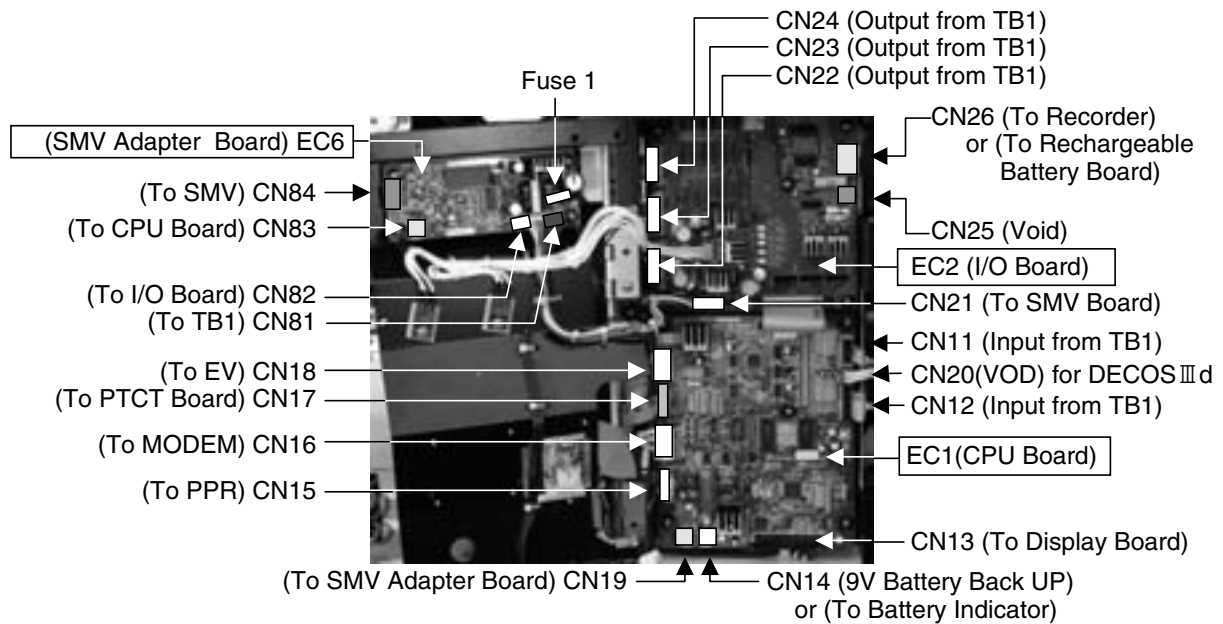 CN24 (Output from TB1)
CN23 (Output from TB1)
CN22 (Output from TB1)
Fuse 1
CN26 (To Recorder)
or (To Rechargeable
Battery Board)
(SMV Adapter Board) EC6
(To SMV) CN84
(To CPU Board) CN83
CN25 (Void)
EC2 (I/O Board)
(To I/O Board) CN82
CN21 (To SMV Board)
(To TB1) CN81
CN11 (Input from TB1)
(To EV) CN18
CN20(VOD) for DECOSⅢd
(To PTCT Board) CN17
CN12 (Input from TB1)
(To MODEM) CN16
EC1(CPU Board)
(To PPR) CN15
CN13 (To Display Board)
(To SMV Adapter Board) CN19
CN14 (9V Battery Back UP)
or (To Battery Indicator)